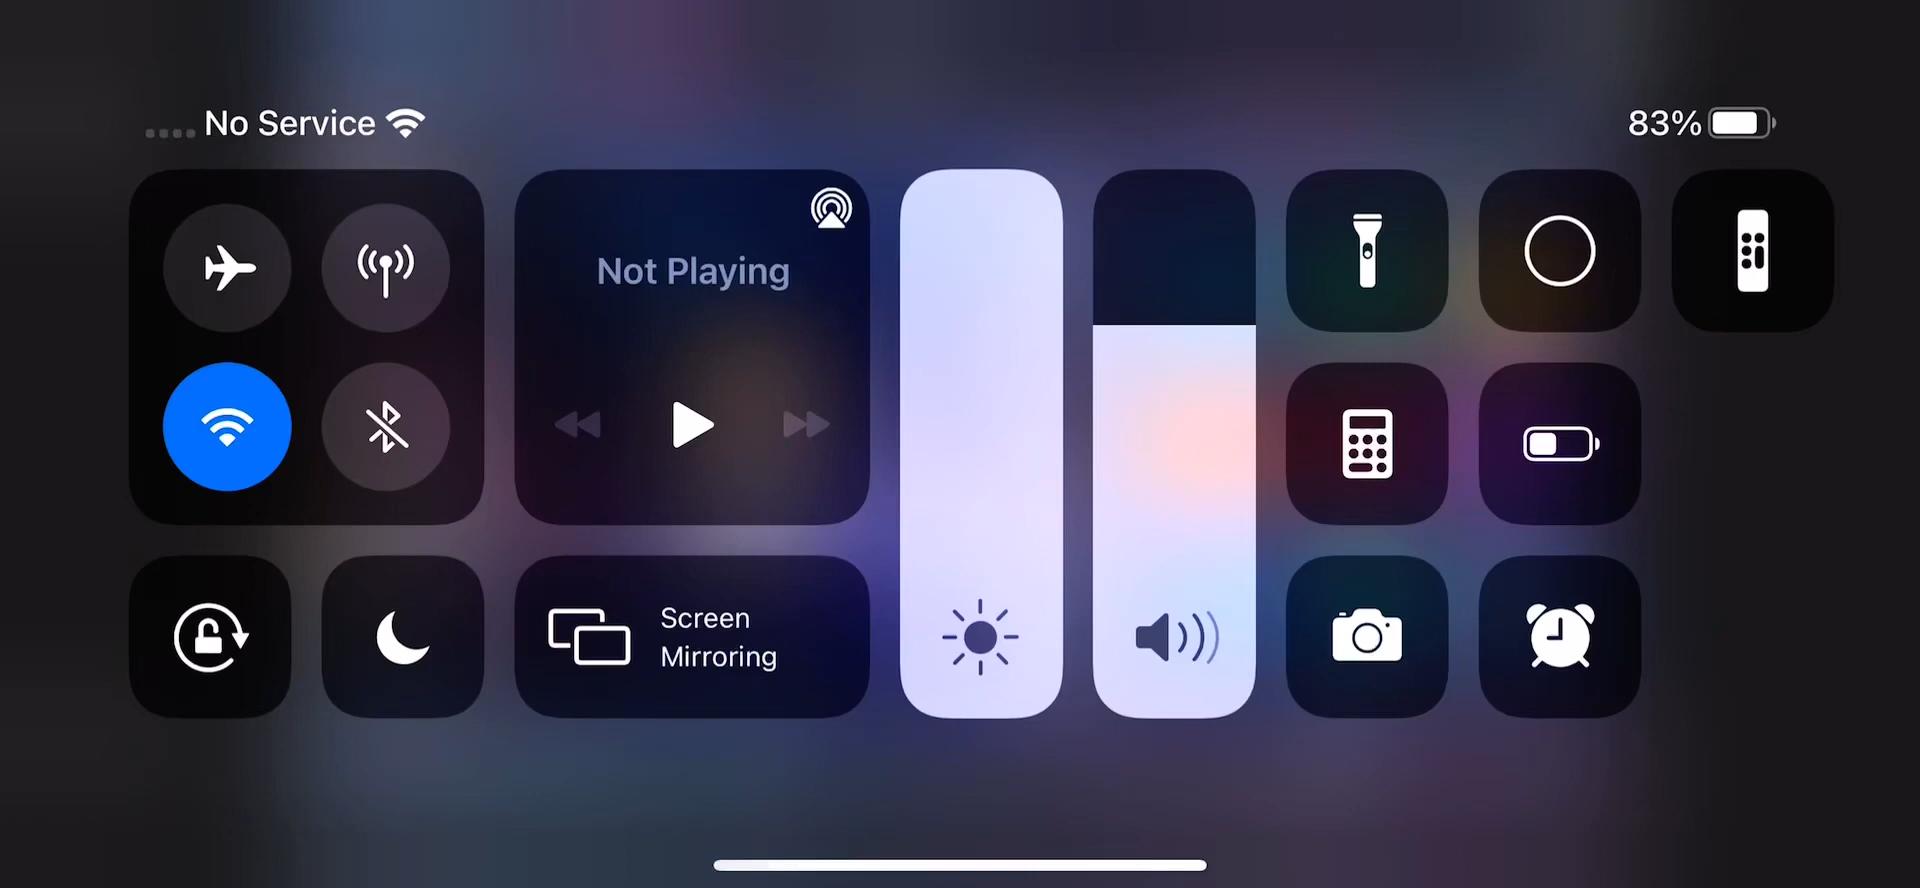 No Service
83%
Not Playing
Screen
Mirroring